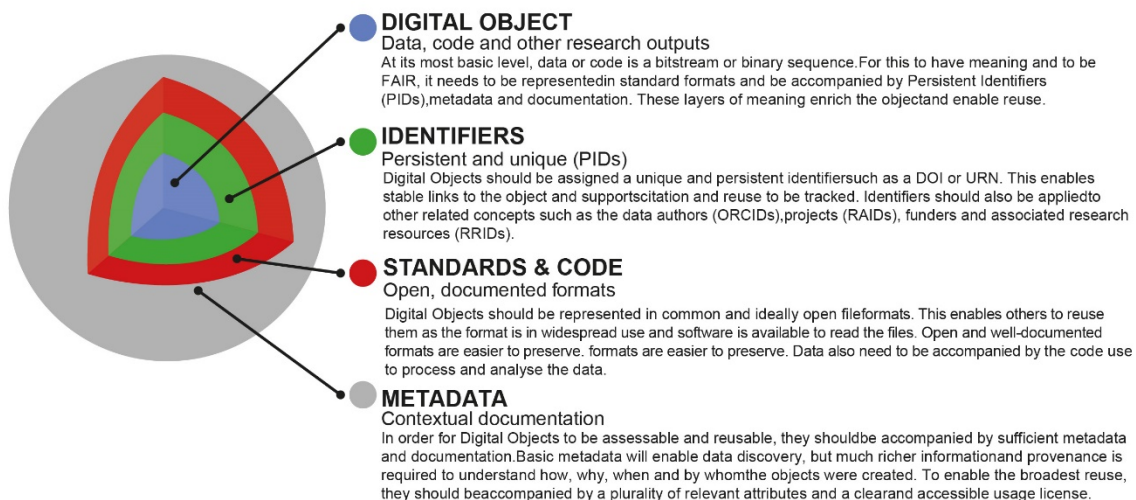 DIGITAL OBJECT
Data, code and other research outputs
At its most basic level, data or code is a bitstream or binary sequence.For this to have meaning and to be
FAIR, it needs to be representedin standard formats and be accompanied by Persistent Identifiers
(PIDs),metadata and documentation. These layers of meaning enrich the objectand enable reuse.
IDENTIFIERS
Persistent and unique (PIDs)
Digital Objects should be assigned a unique and persistent identifiersuch as a DOI or URN. This enables
stable links to the object and supportscitation and reuse to be tracked. Identifiers should also be appliedto
other related concepts such as the data authors (ORCIDs),projects (RAIDs), funders and associated research
resources (RRIDs).
STANDARDS & CODE
Open, documented formats
Digital Objects should be represented in common and ideally open fileformats. This enables others to reuse
them as the format is in widespread use and software is available to read the files. Open and well-documented
formats are easier to preserve. formats are easier to preserve. Data also need to be accompanied by the code use
to process and analyse the data.
METADATA
Contextual documentation
In order for Digital Objects to be assessable and reusable, they shouldbe accompanied by sufficient metadata
and documentation.Basic metadata will enable data discovery, but much richer informationand provenance is
required to understand how, why, when and by whomthe objects were created. To enable the broadest reuse,
they should beaccompanied by a plurality of relevant attributes and a clearand accessible usage license.